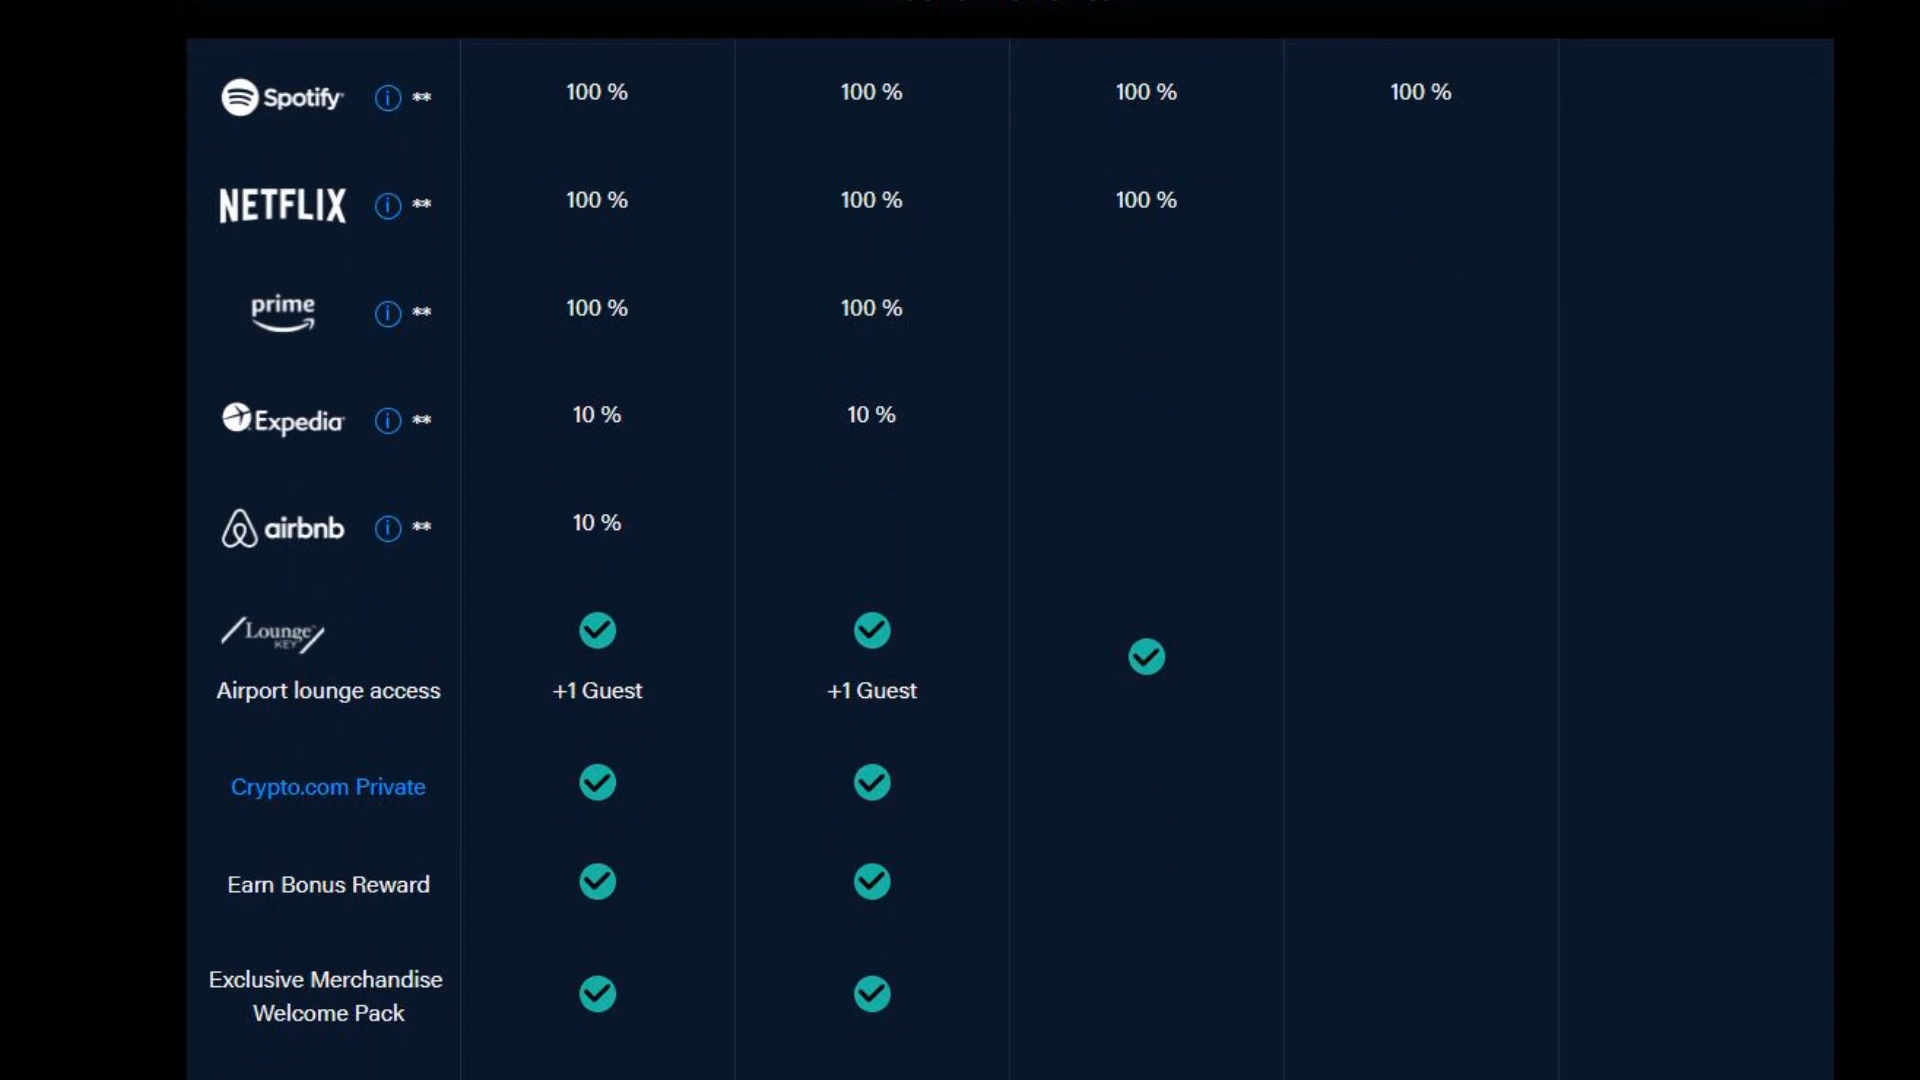 Spotify ⓘ ** 100 % 100 % 100 % 100 %
NETFLIX ⓘ ** 100 % 100 % 100 %
prime ⓘ ** 100 % 100 %
Expedia ⓘ ** 10 % 10 %
airbnb ⓘ ** 10 %
Lounge KEY
Airport lounge access +1 Guest +1 Guest
Crypto.com Private
Earn Bonus Reward
Exclusive Merchandise
Welcome Pack